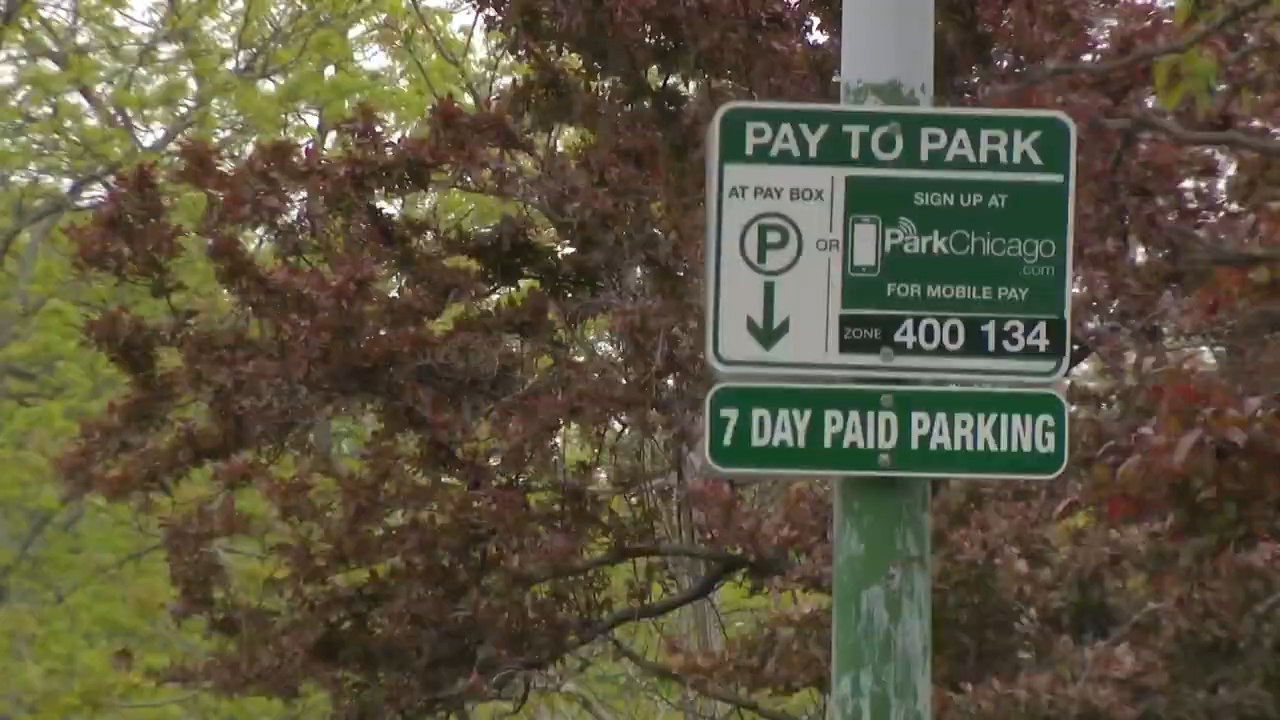 PAY TO PARK
AT PAY BOX
P
OR
SIGN UP AT
ParkChicago
.com
FOR MOBILE PAY
ZONE 400 134
7 DAY PAID PARKING